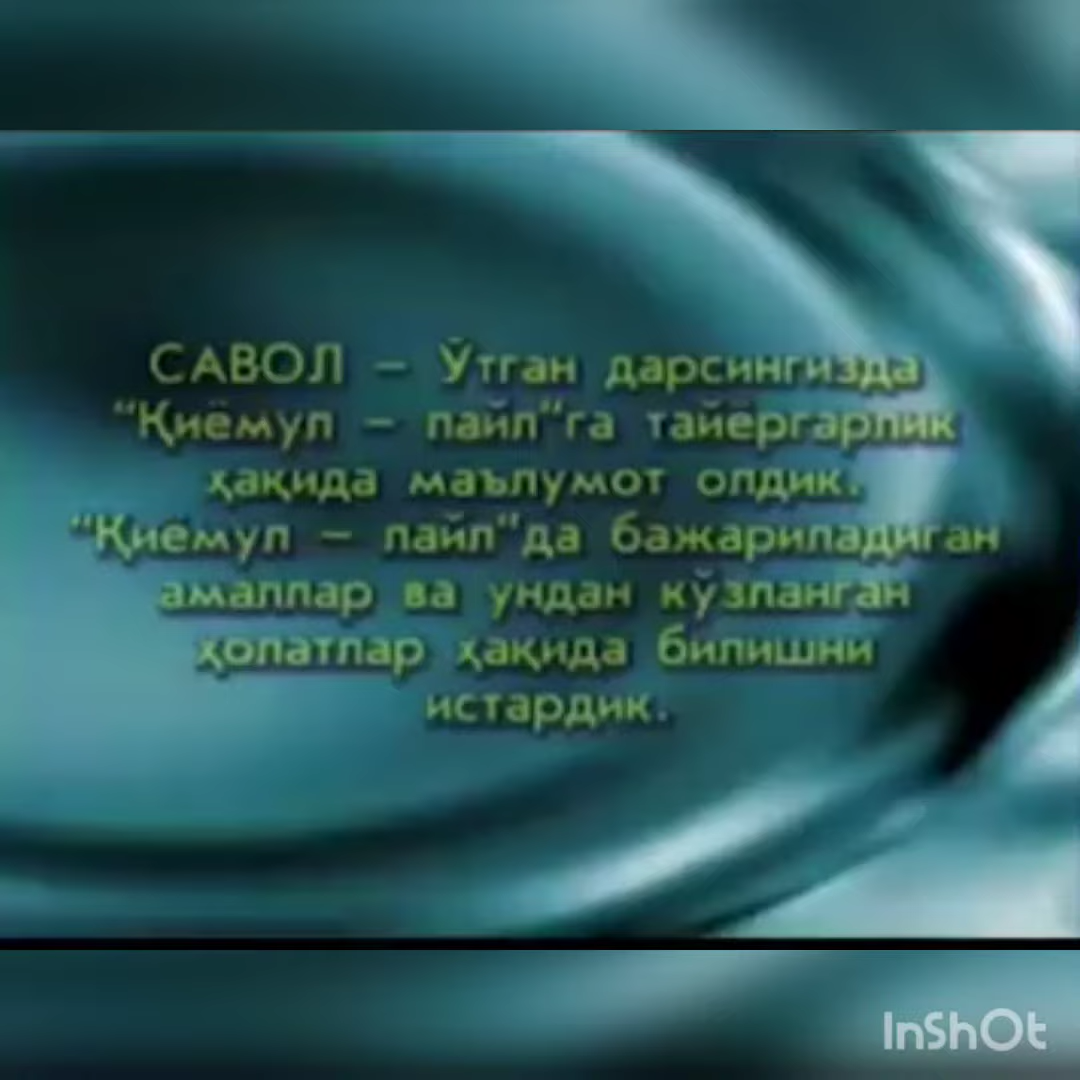 САВОЛ – Ўтган дарсингизда
“Қиёмул – лайл“га тайёргарлик
ҳақида маълумот олдик.
“Қиёмул – лайл“да бажариладиган
амаллар ва ундан кўзланган
ҳолатлар ҳақида билишни
истардик.
InShOt